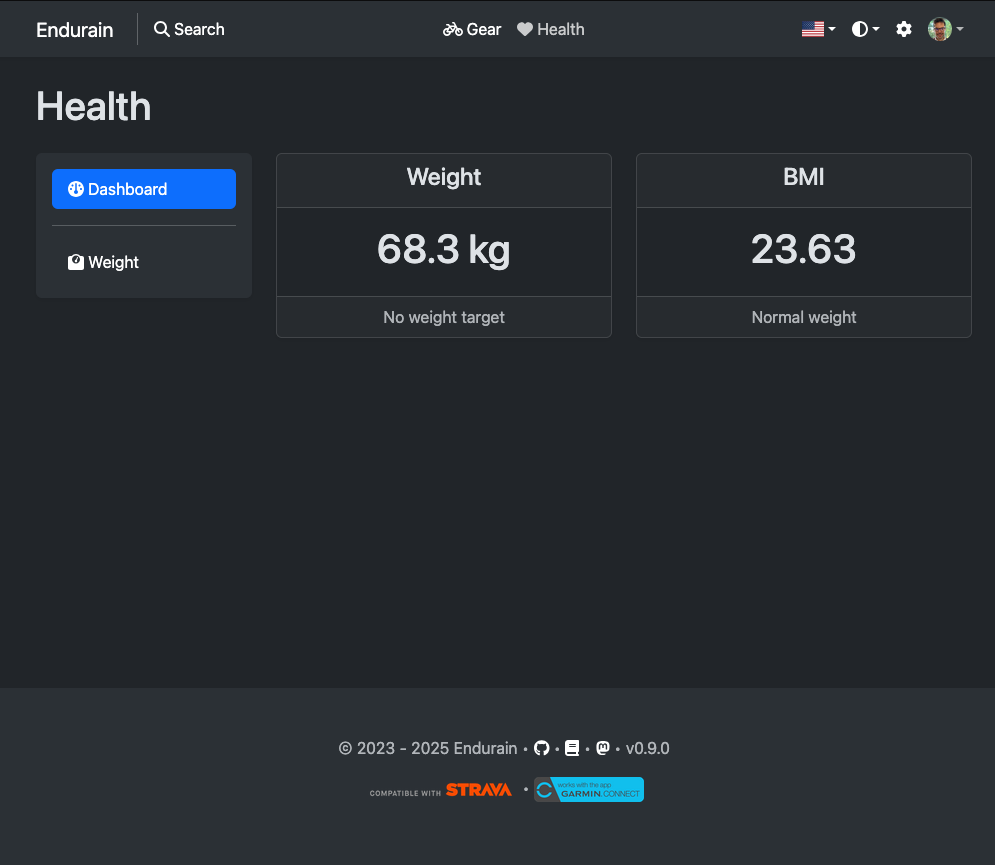 Endurain Search Gear Health
Health
Dashboard
Weight
Weight
68.3 kg
No weight target
BMI
23.63
Normal weight
© 2023 - 2025 Endurain • • • • v0.9.0
COMPATIBLE WITH STRAVA • works with the app GARMIN.CONNECT